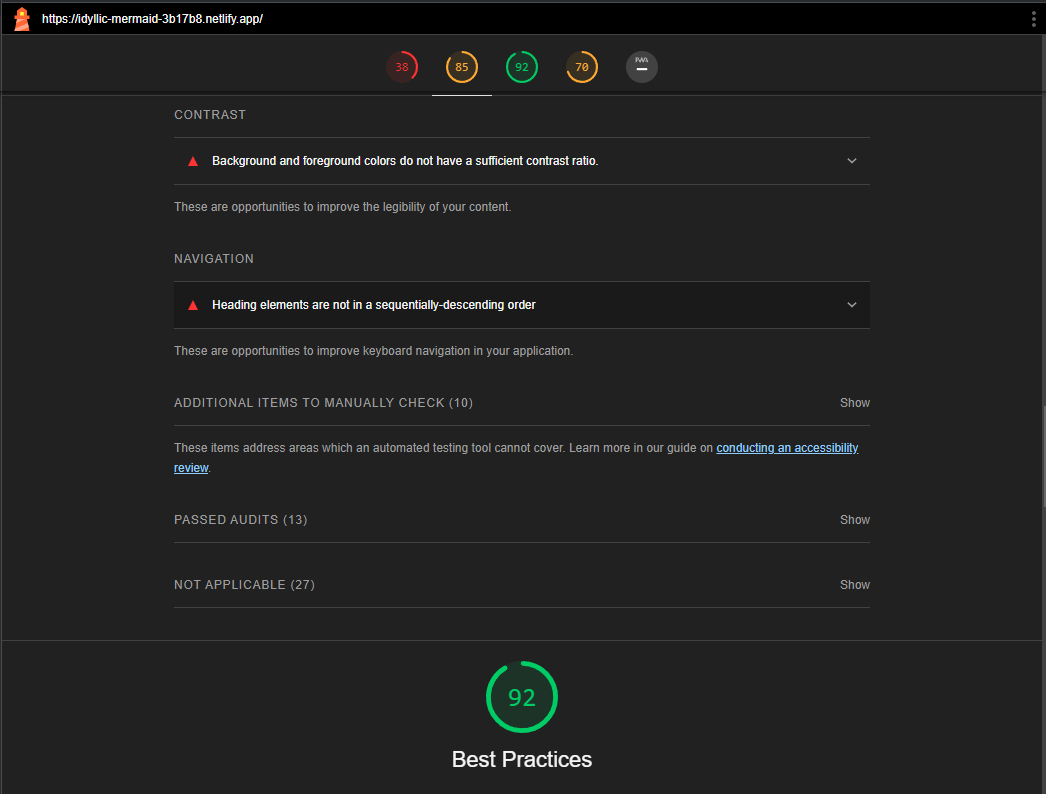 https://idyllic-mermaid-3b17b8.netlify.app/
38 85 92 70 PWA
CONTRAST
Background and foreground colors do not have a sufficient contrast ratio.
These are opportunities to improve the legibility of your content.
NAVIGATION
Heading elements are not in a sequentially-descending order
These are opportunities to improve keyboard navigation in your application.
ADDITIONAL ITEMS TO MANUALLY CHECK (10) Show
These items address areas which an automated testing tool cannot cover. Learn more in our guide on conducting an accessibility
review.
PASSED AUDITS (13) Show
NOT APPLICABLE (27) Show
92
Best Practices